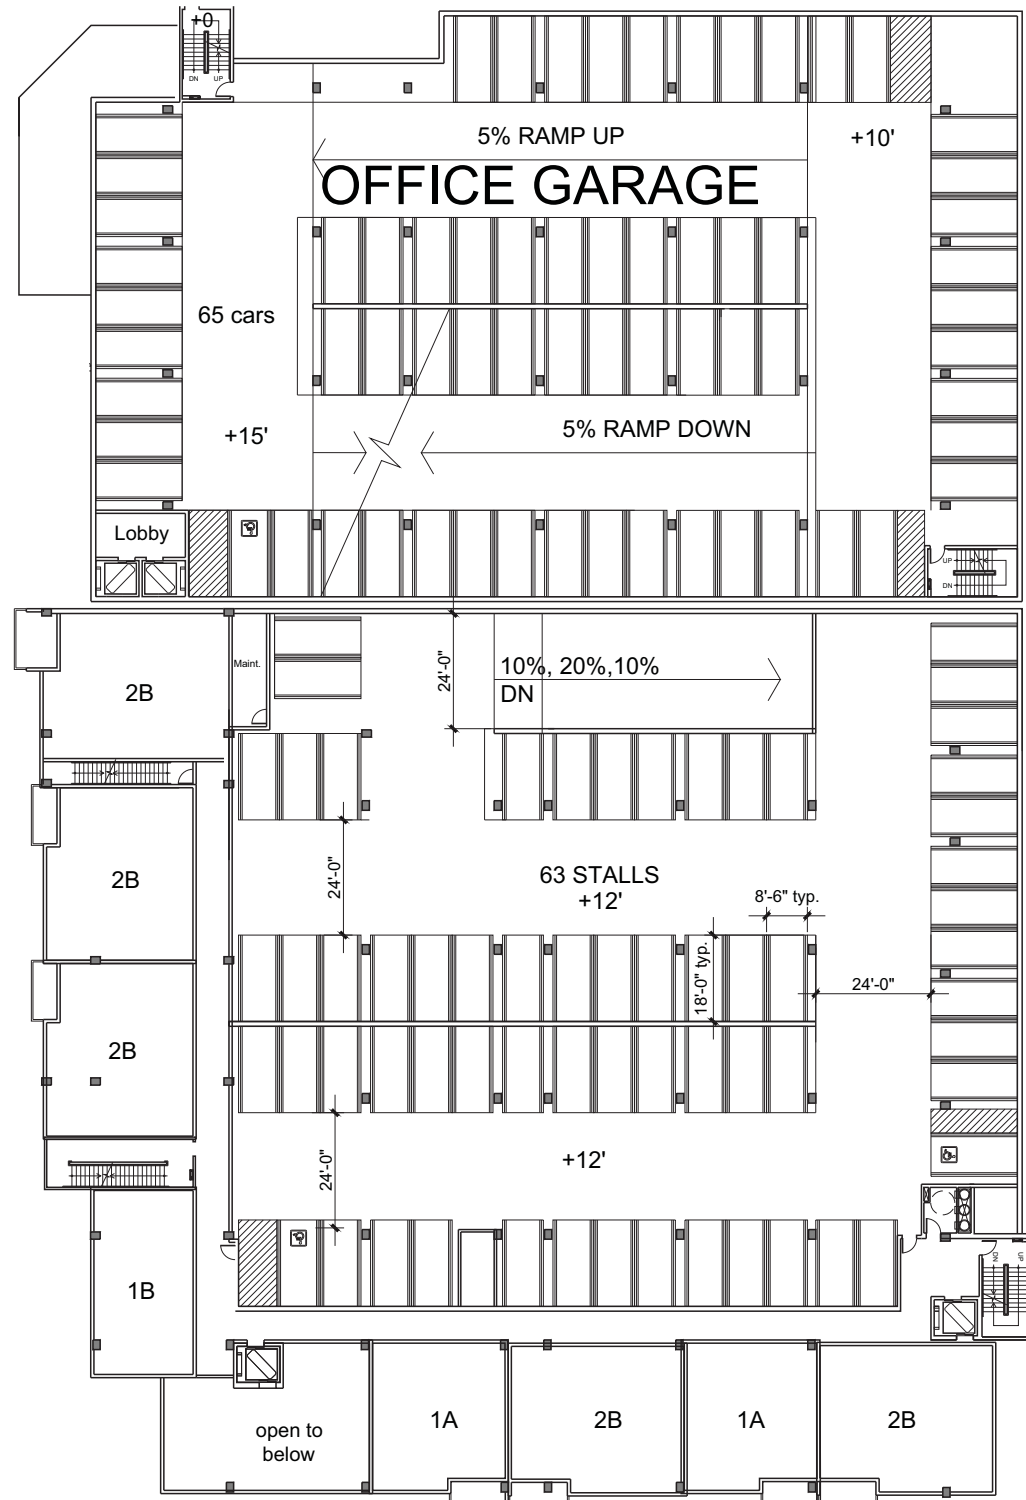 +0
DN UP
5% RAMP UP
+10'
OFFICE GARAGE
65 cars
+15'
5% RAMP DOWN
Lobby
UP
DN
2B
Maint.
24'-0"
10%, 20%,10%
DN
2B
24'-0"
63 STALLS
+12'
8'-6" typ.
18'-0" typ.
24'-0"
2B
24'-0"
+12'
1B
DN
UP
open to
below
1A
2B
1A
2B